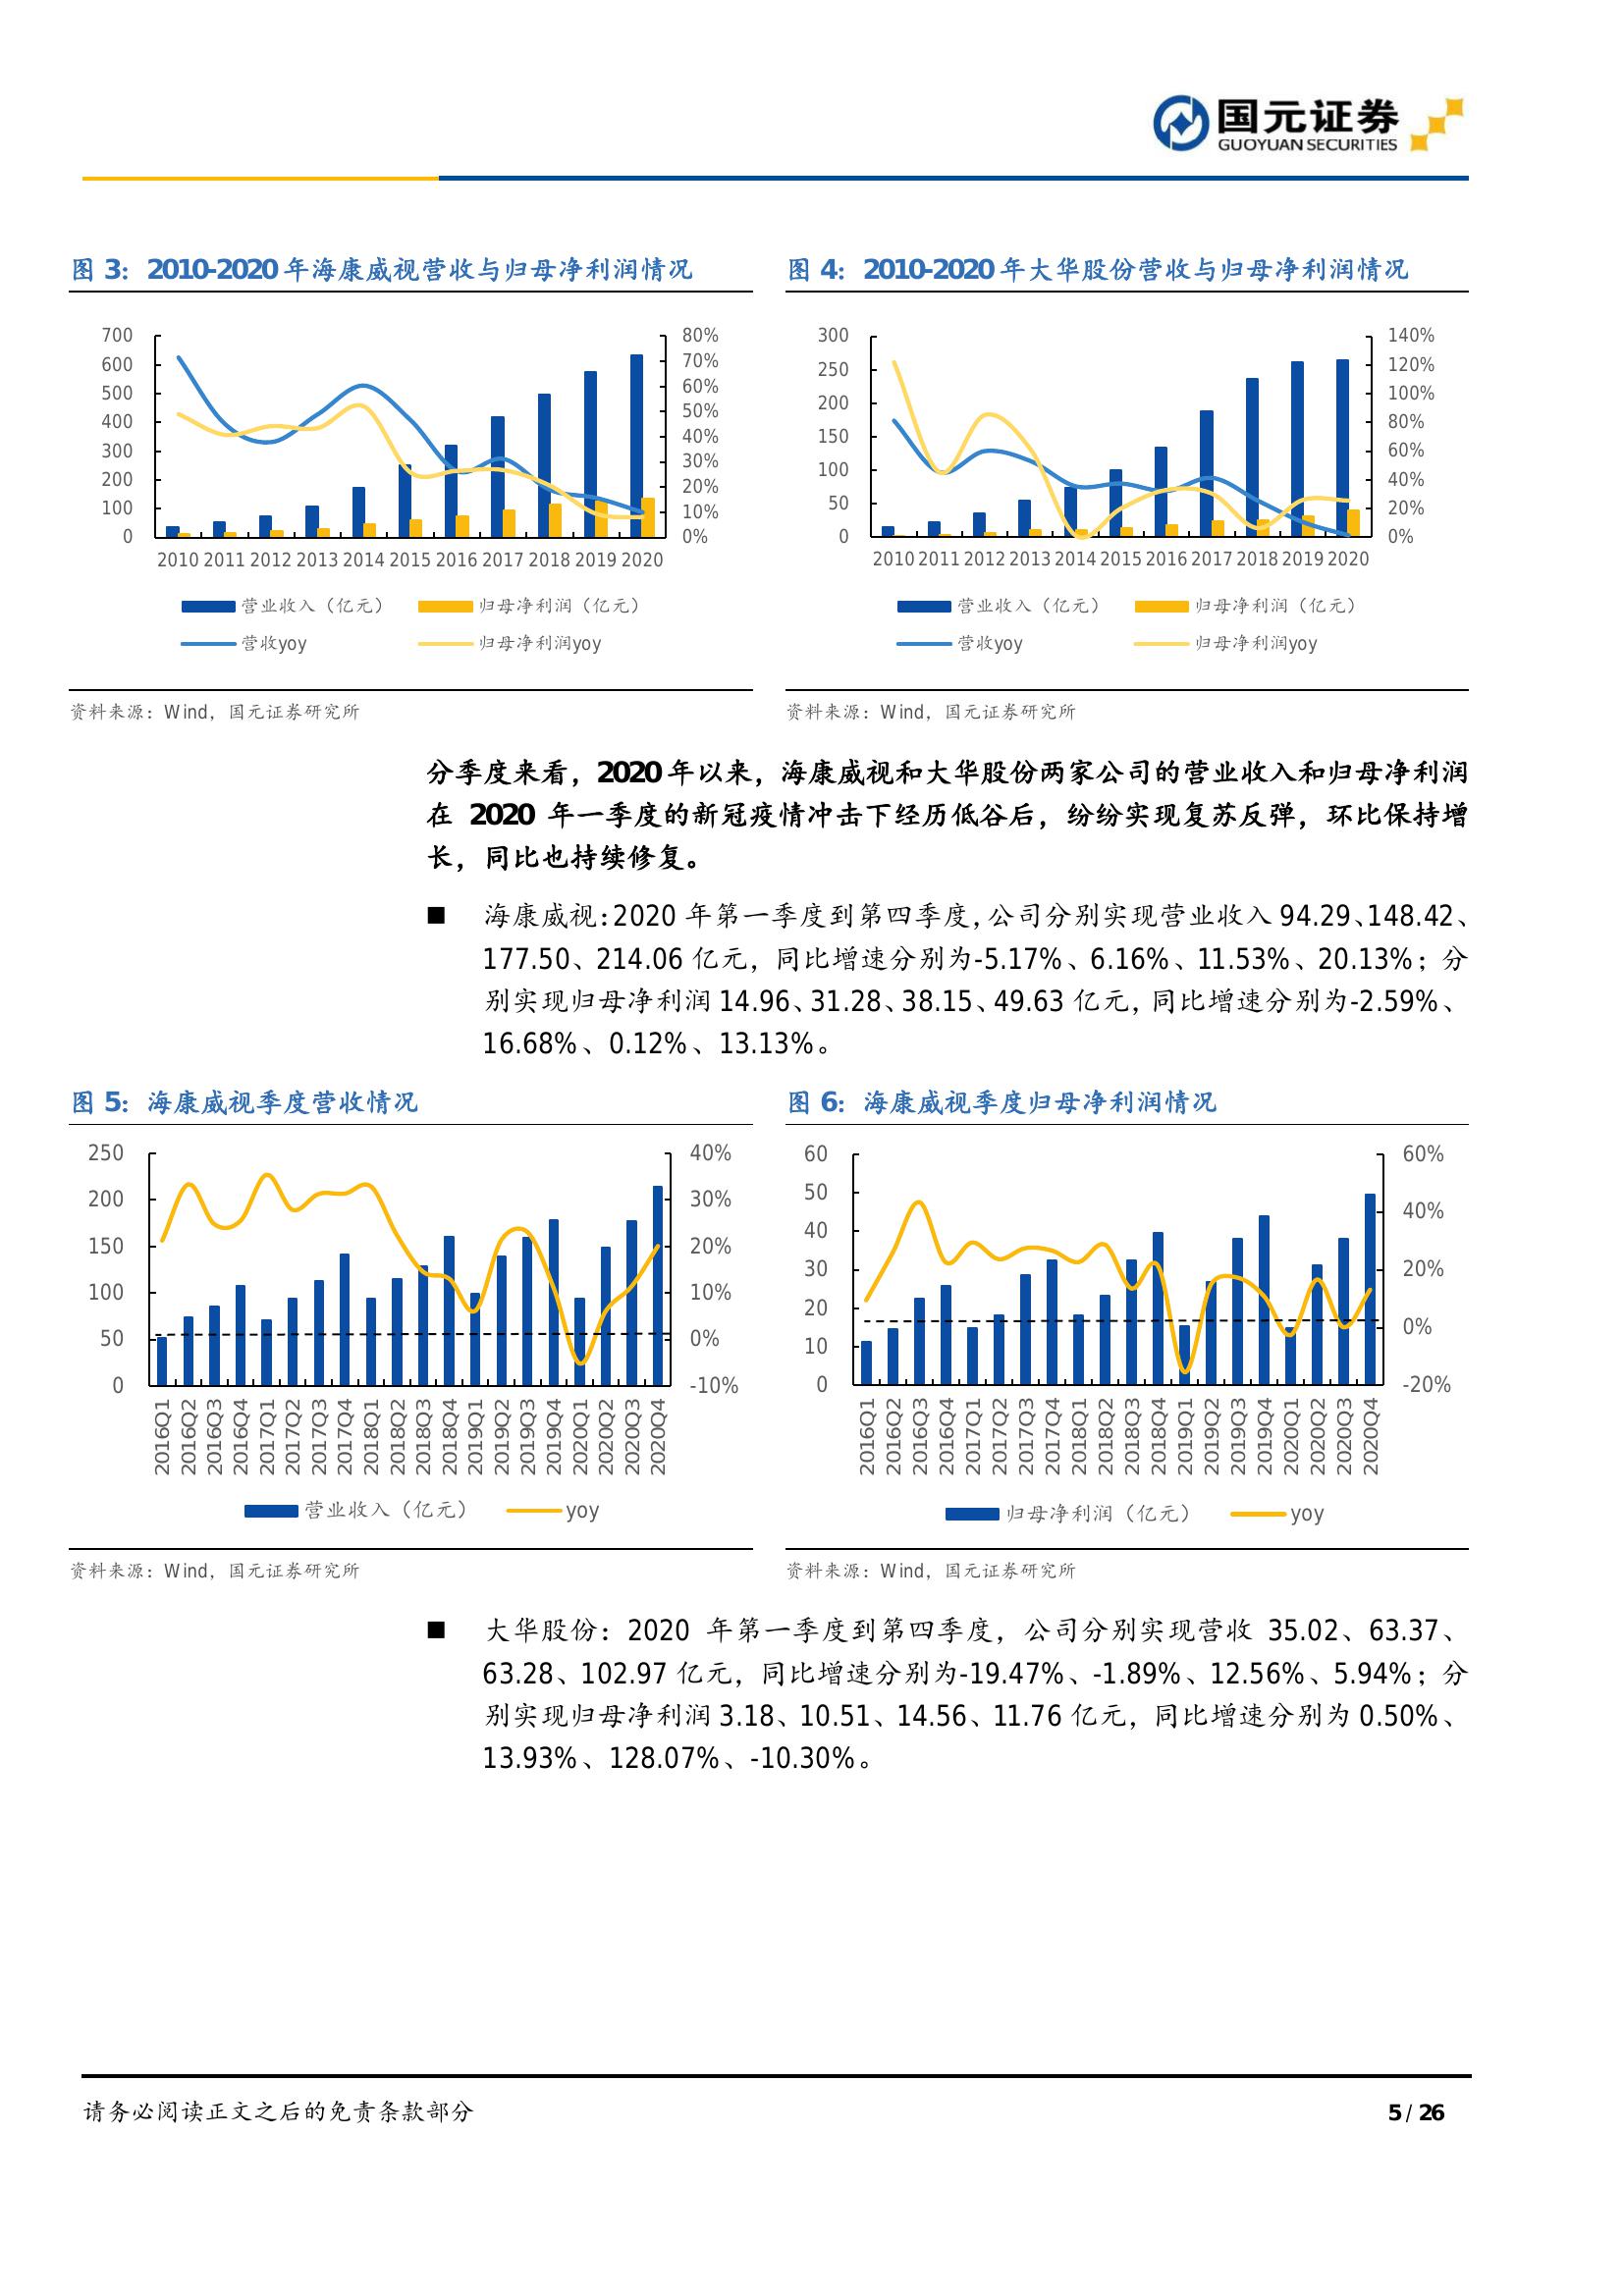 国元证券
GUOYUAN SECURITIES
图 3：2010-2020 年海康威视营收与归母净利润情况
700
600
500
400
300
200
100
0
80%
70%
60%
50%
40%
30%
20%
10%
0%
2010 2011 2012 2013 2014 2015 2016 2017 2018 2019 2020
营业收入（亿元） 归母净利润（亿元）
营收yoy 归母净利润yoy
资料来源：Wind，国元证券研究所
图 4：2010-2020 年大华股份营收与归母净利润情况
300
250
200
150
100
50
0
140%
120%
100%
80%
60%
40%
20%
0%
2010 2011 2012 2013 2014 2015 2016 2017 2018 2019 2020
营业收入（亿元） 归母净利润（亿元）
营收yoy 归母净利润yoy
资料来源：Wind，国元证券研究所
分季度来看，2020 年以来，海康威视和大华股份两家公司的营业收入和归母净利润
在 2020 年一季度的新冠疫情冲击下经历低谷后，纷纷实现复苏反弹，环比保持增
长，同比也持续修复。
■ 海康威视：2020 年第一季度到第四季度，公司分别实现营业收入 94.29、148.42、
177.50、214.06 亿元，同比增速分别为-5.17%、6.16%、11.53%、20.13%；分
别实现归母净利润 14.96、31.28、38.15、49.63 亿元，同比增速分别为-2.59%、
16.68%、0.12%、13.13%。
图 5：海康威视季度营收情况
250
200
150
100
50
0
40%
30%
20%
10%
0%
-10%
2016Q1 2016Q2 2016Q3 2016Q4 2017Q1 2017Q2 2017Q3 2017Q4 2018Q1 2018Q2 2018Q3 2018Q4 2019Q1 2019Q2 2019Q3 2019Q4 2020Q1 2020Q2 2020Q3 2020Q4
营业收入（亿元） yoy
资料来源：Wind，国元证券研究所
图 6：海康威视季度归母净利润情况
60
50
40
30
20
10
0
60%
40%
20%
0%
-20%
2016Q1 2016Q2 2016Q3 2016Q4 2017Q1 2017Q2 2017Q3 2017Q4 2018Q1 2018Q2 2018Q3 2018Q4 2019Q1 2019Q2 2019Q3 2019Q4 2020Q1 2020Q2 2020Q3 2020Q4
归母净利润（亿元） yoy
资料来源：Wind，国元证券研究所
■ 大华股份：2020 年第一季度到第四季度，公司分别实现营收 35.02、63.37、
63.28、102.97 亿元，同比增速分别为-19.47%、-1.89%、12.56%、5.94%；分
别实现归母净利润 3.18、10.51、14.56、11.76 亿元，同比增速分别为 0.50%、
13.93%、128.07%、-10.30%。
请务必阅读正文之后的免责条款部分
5 / 26